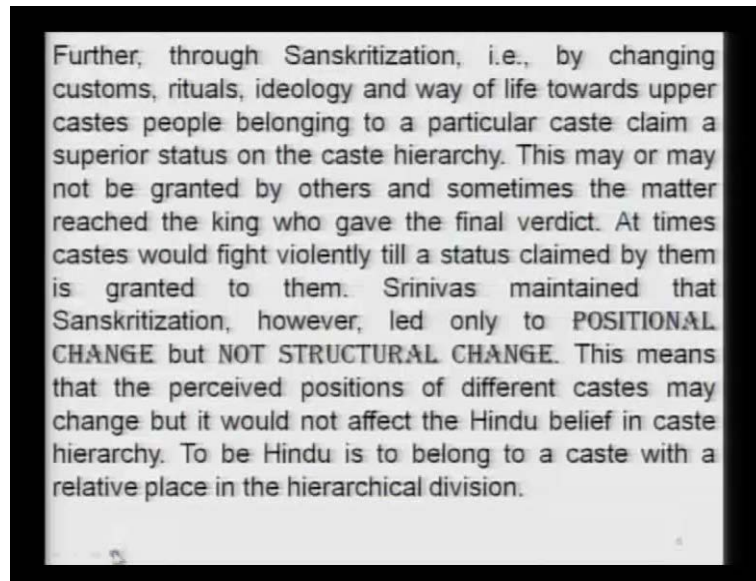 Further, through Sanskritization, i.e., by changing
customs, rituals, ideology and way of life towards upper
castes people belonging to a particular caste claim a
superior status on the caste hierarchy. This may or may
not be granted by others and sometimes the matter
reached the king who gave the final verdict. At times
castes would fight violently till a status claimed by them
is granted to them. Srinivas maintained that
Sanskritization, however, led only to POSITIONAL
CHANGE but NOT STRUCTURAL CHANGE. This means
that the perceived positions of different castes may
change but it would not affect the Hindu belief in caste
hierarchy. To be Hindu is to belong to a caste with a
relative place in the hierarchical division.